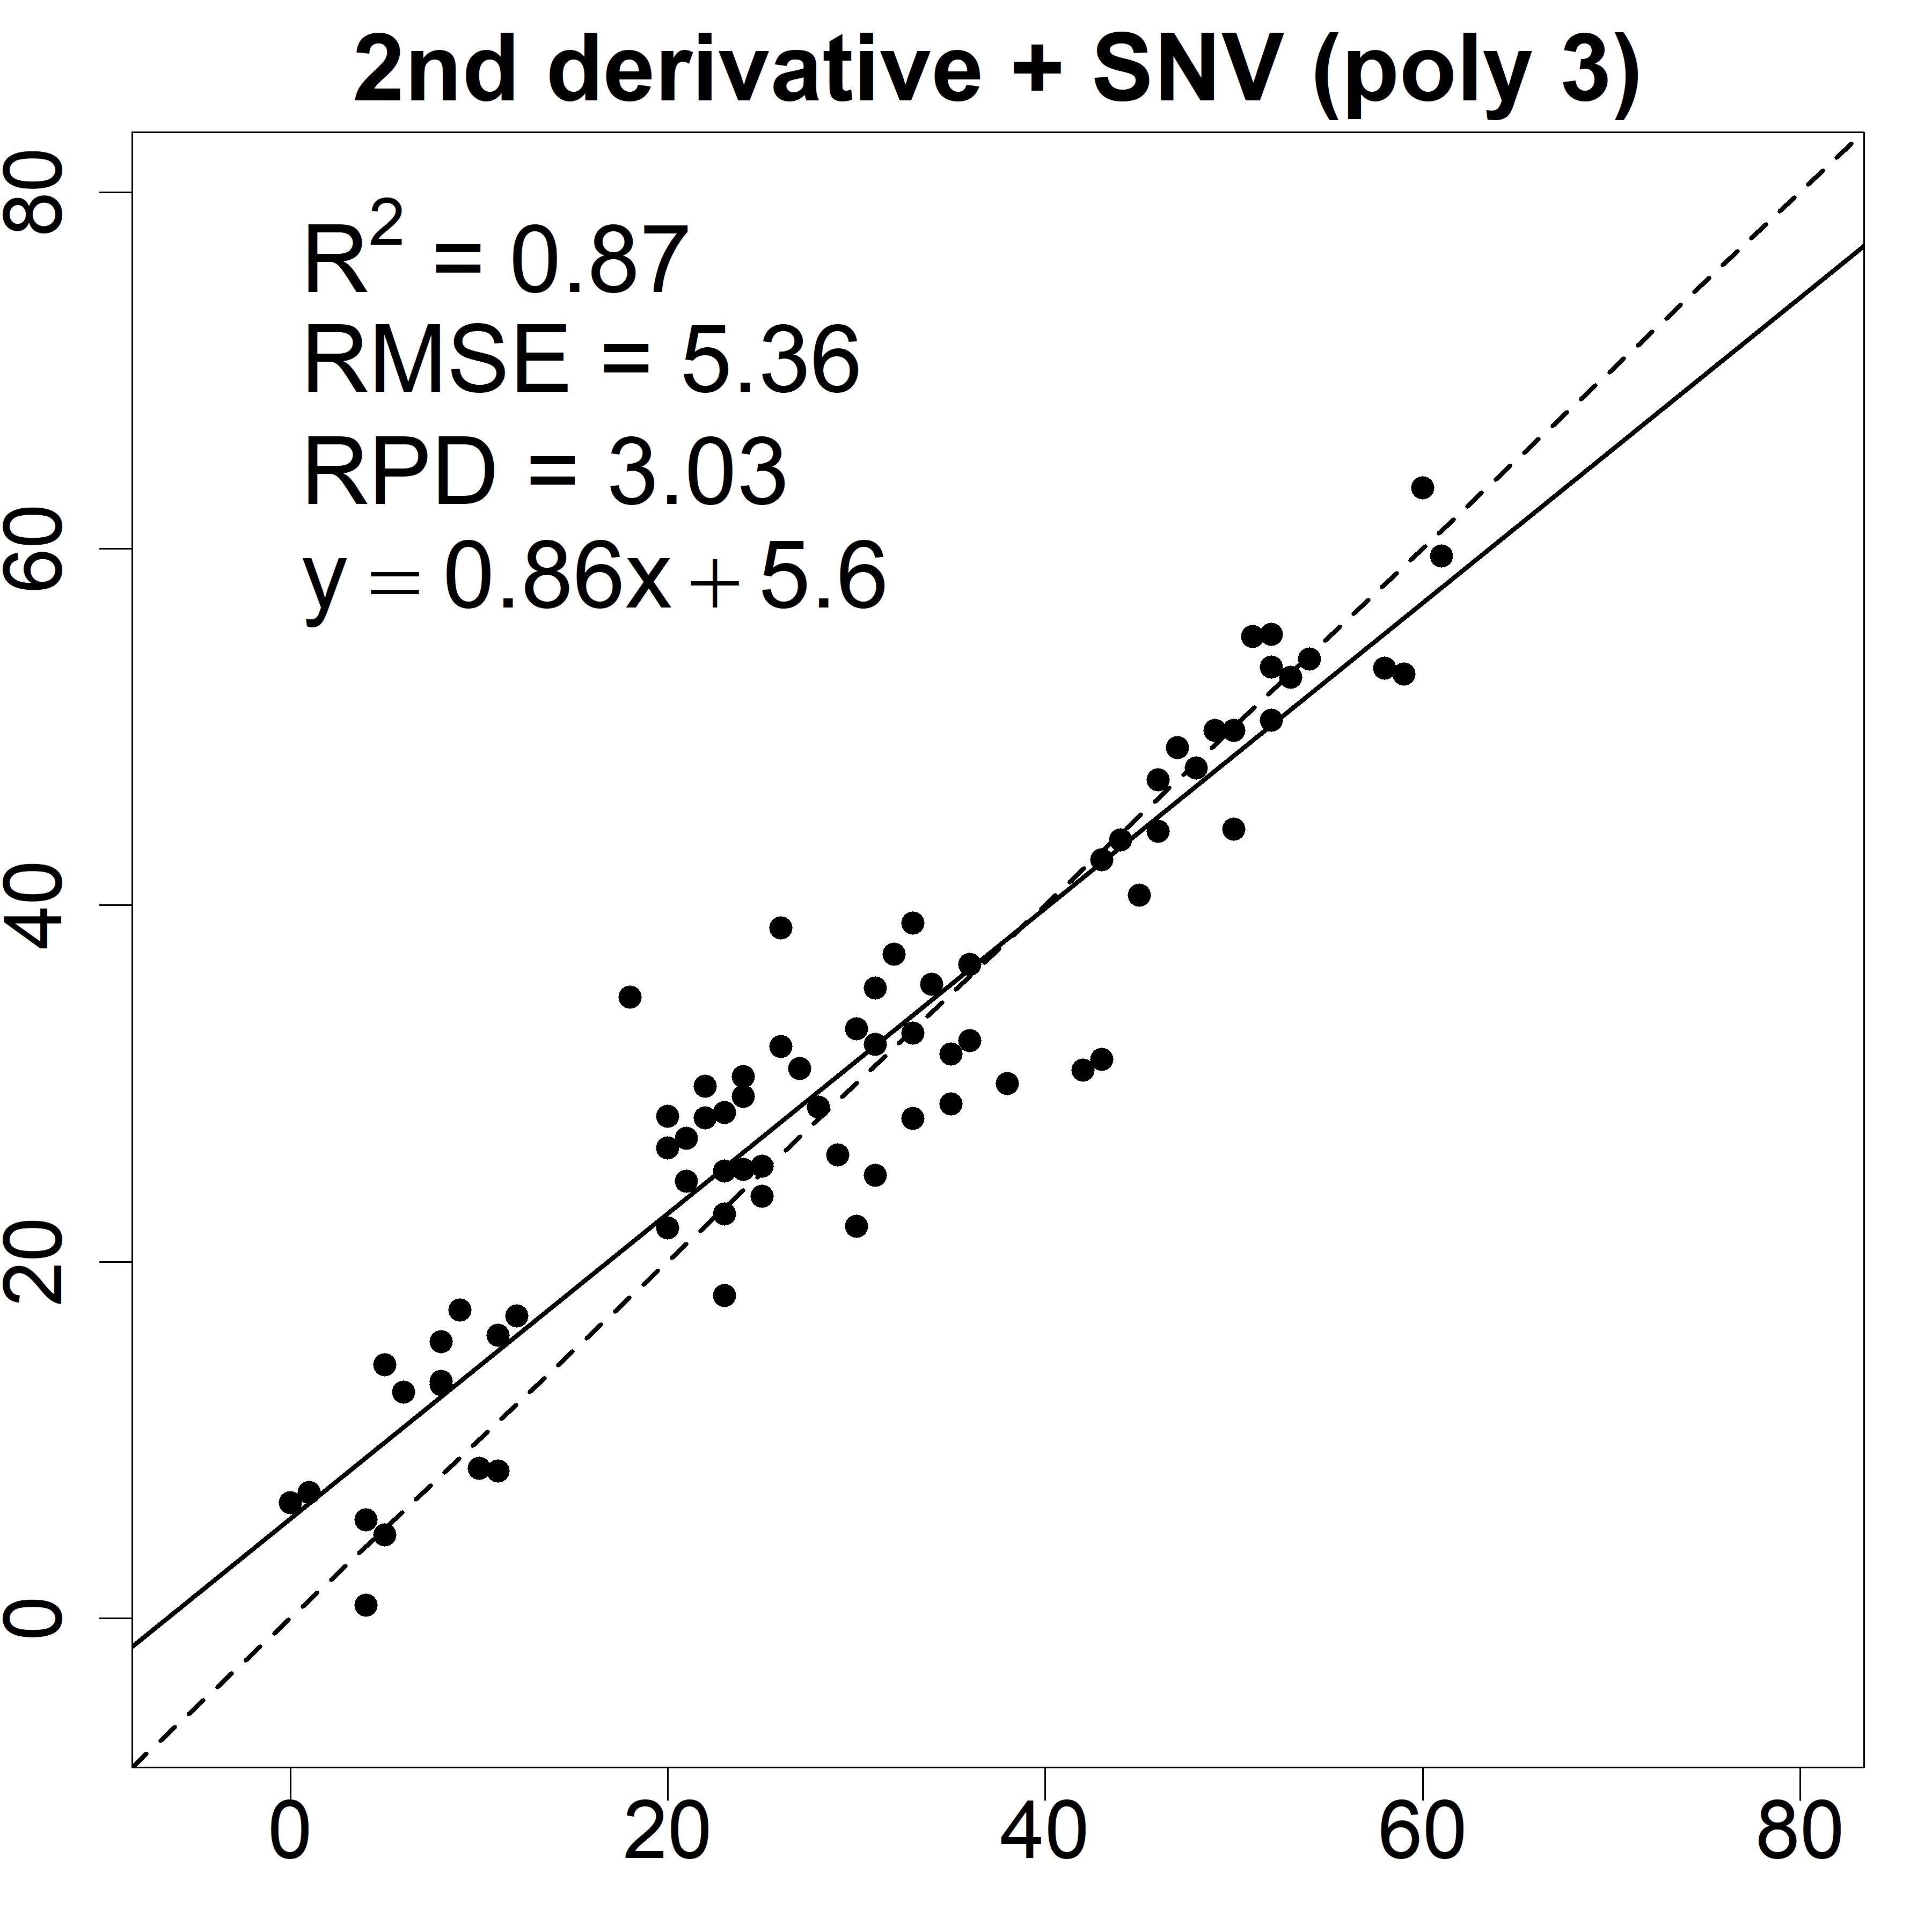 2nd derivative + SNV (poly 3)
R² = 0.87
RMSE = 5.36
RPD = 3.03
y = 0.86x + 5.6
80
60
40
20
0
0 20 40 60 80